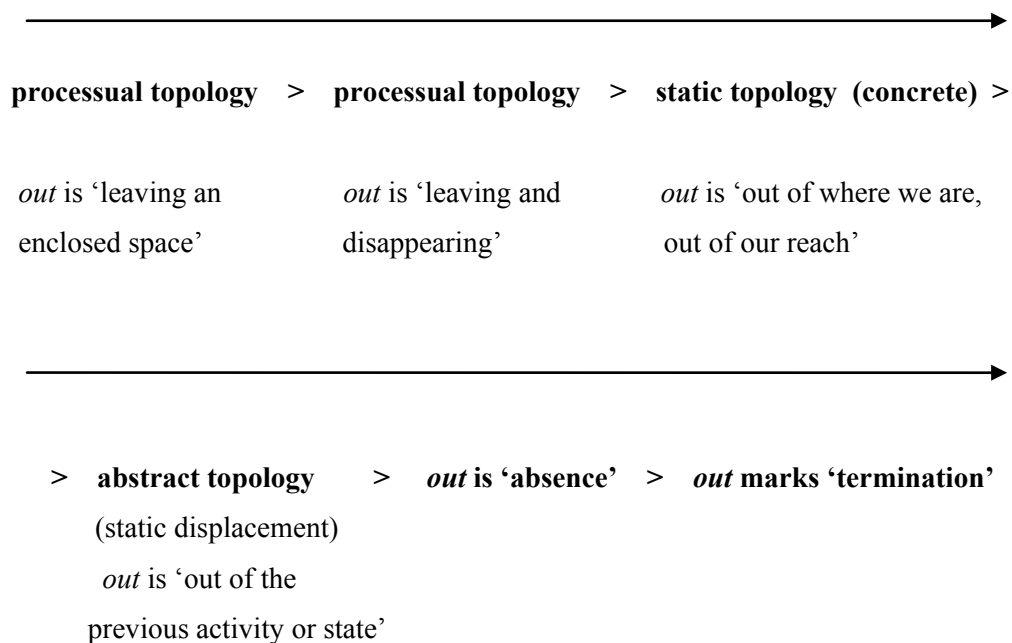 processual topology > processual topology > static topology (concrete) >
out is ‘leaving an out is ‘leaving and out is ‘out of where we are,
enclosed space’ disappearing’ out of our reach’
> abstract topology > out is ‘absence’ > out marks ‘termination’
(static displacement)
out is ‘out of the
previous activity or state’